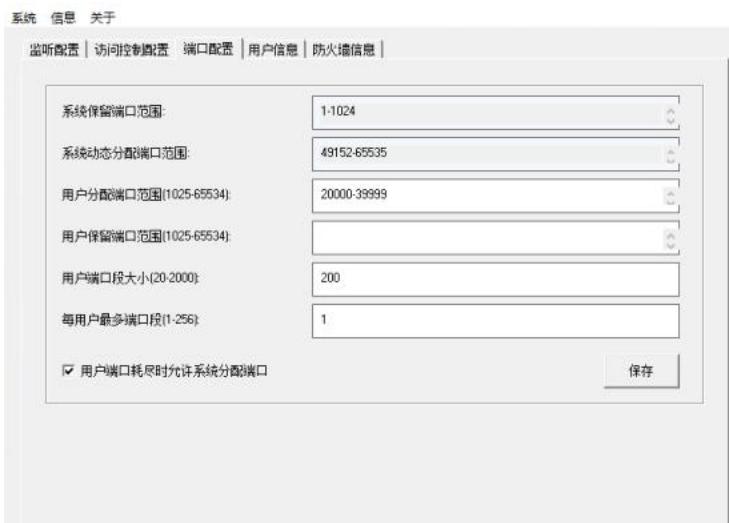 系统 信息 关于
监听配置 访问控制配置 端口配置 用户信息 防火墙信息
系统保留端口范围: 1-1024
系统动态分配端口范围: 49152-65535
用户分配端口范围(1025-65534): 20000-39999
用户保留端口范围(1025-65534):
用户端口段大小(20-2000): 200
每用户最多端口段(1-256): 1
用户端口耗尽时允许系统分配端口 保存